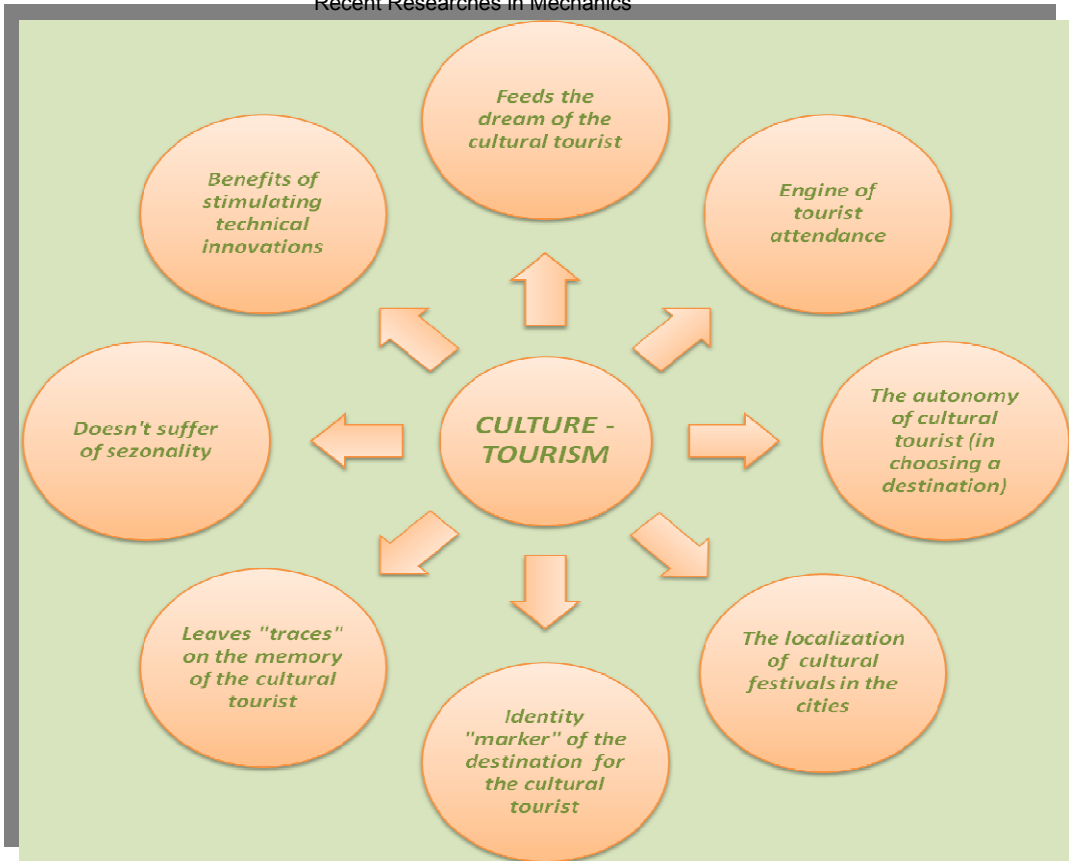 Recent Researches in Mechanics
Feeds the
dream of the
cultural tourist
Engine of
tourist
attendance
The autonomy
of cultural
tourist (in
choosing a
destination)
The localization
of cultural
festivals in the
cities
Identity
"marker" of the
destination for
the cultural
tourist
Leaves "traces"
on the memory
of the cultural
tourist
Doesn't suffer
of sezonality
Benefits of
stimulating
technical
innovations
CULTURE -
TOURISM